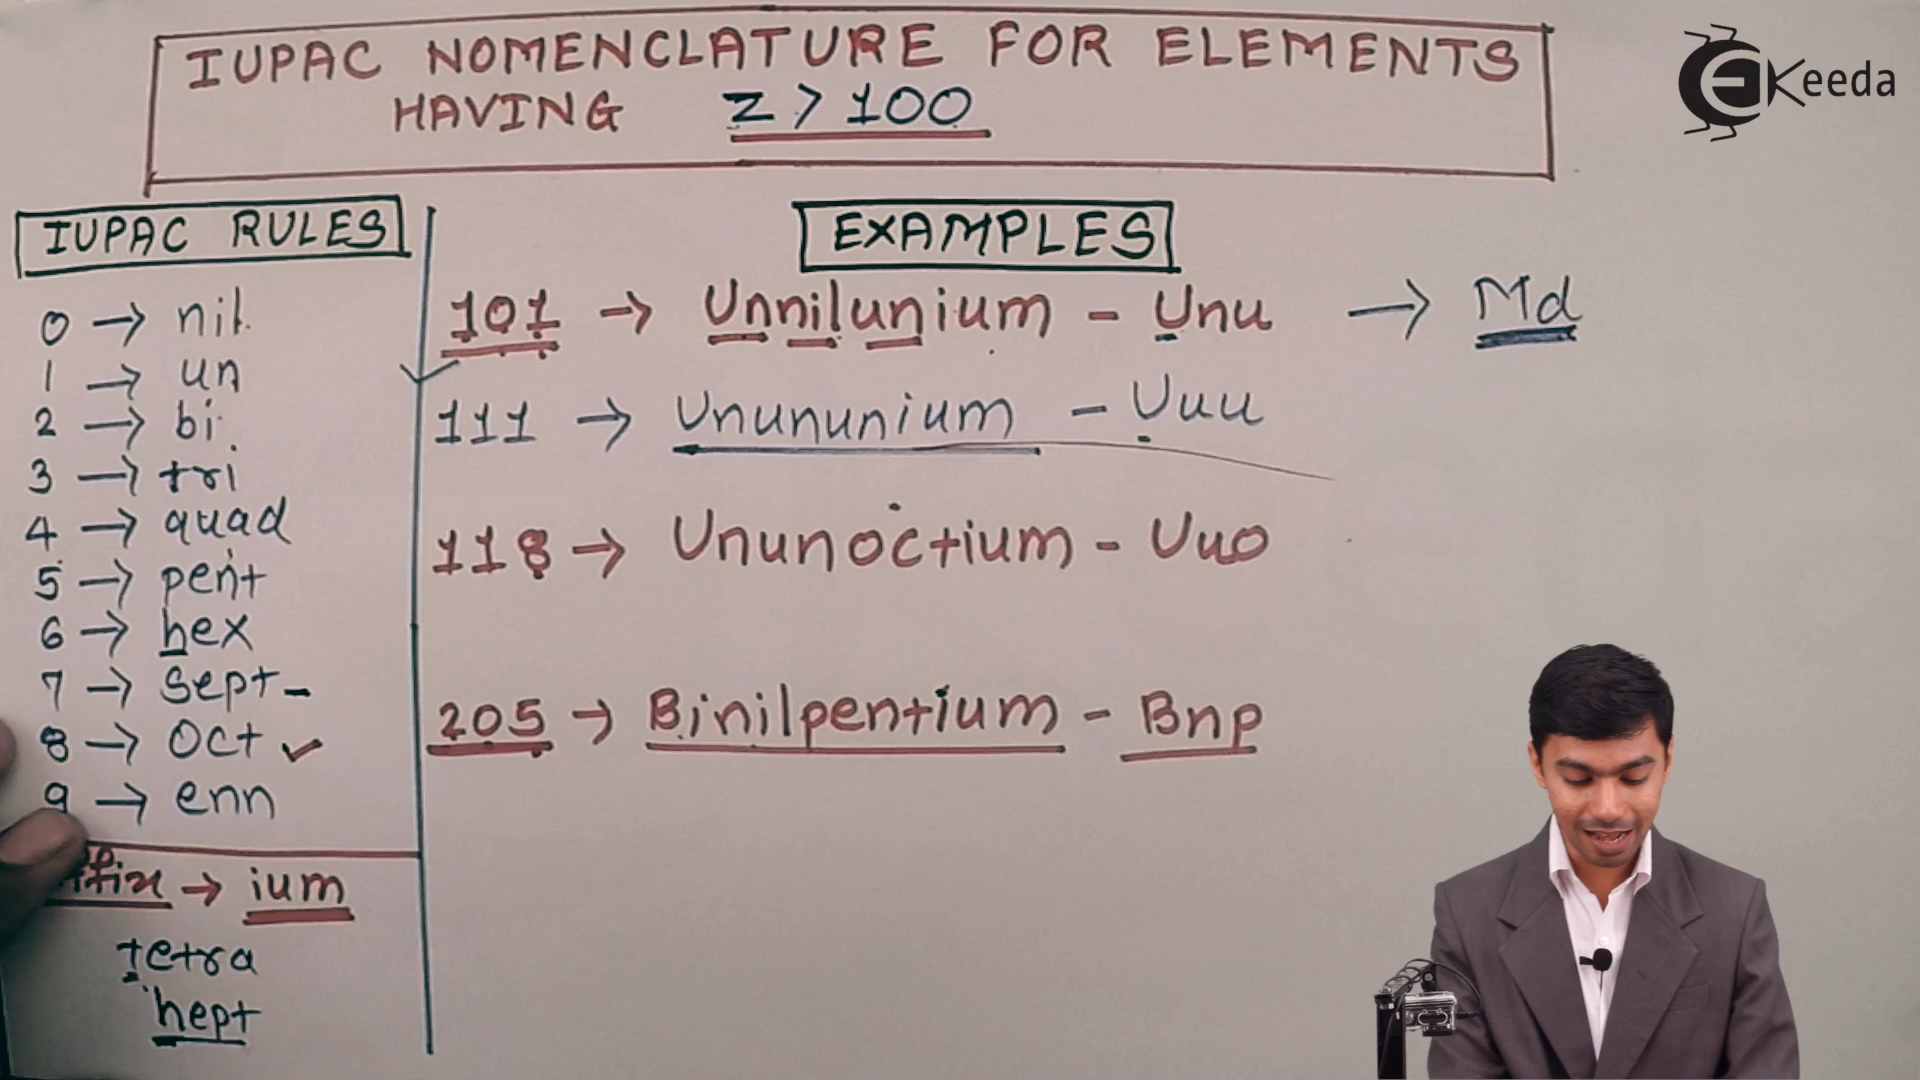 IUPAC NOMENCLATURE FOR ELEMENTS
HAVING Z > 100
EKeeda
IUPAC RULES
0 → nil
1 → un
2 → bi
3 → tri
4 → quad
5 → pent
6 → hex
7 → sept -
8 → oct ✓
9 → enn
→ ium
tetra
hept
EXAMPLES
101 → Unnilunium - Unu → Md
111 → Unununium - Uuu
118 → Ununoctium - Uuo
205 → Binilpentium - Bnp